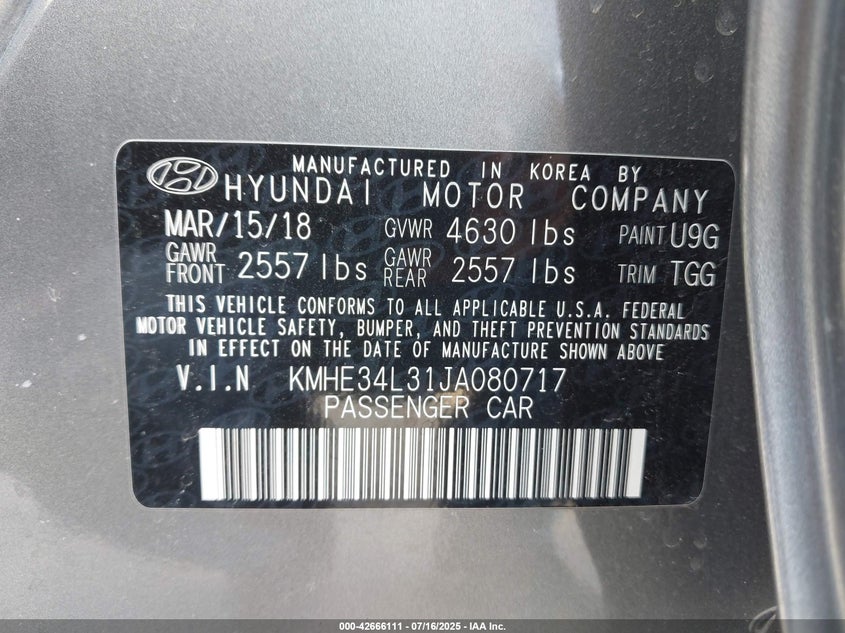 MANUFACTURED IN KOREA BY
HYUNDAI MOTOR COMPANY
MAR/15/18 GVWR 4630 lbs PAINT U9G
GAWR FRONT 2557 lbs GAWR REAR 2557 lbs TRIM TGG
THIS VEHICLE CONFORMS TO ALL APPLICABLE U.S.A. FEDERAL
MOTOR VEHICLE SAFETY, BUMPER, AND THEFT PREVENTION STANDARDS
IN EFFECT ON THE DATE OF MANUFACTURE SHOWN ABOVE
V.I.N KMHE34L31JA080717
PASSENGER CAR
000-42666111 - 07/16/2025 - IAA Inc.